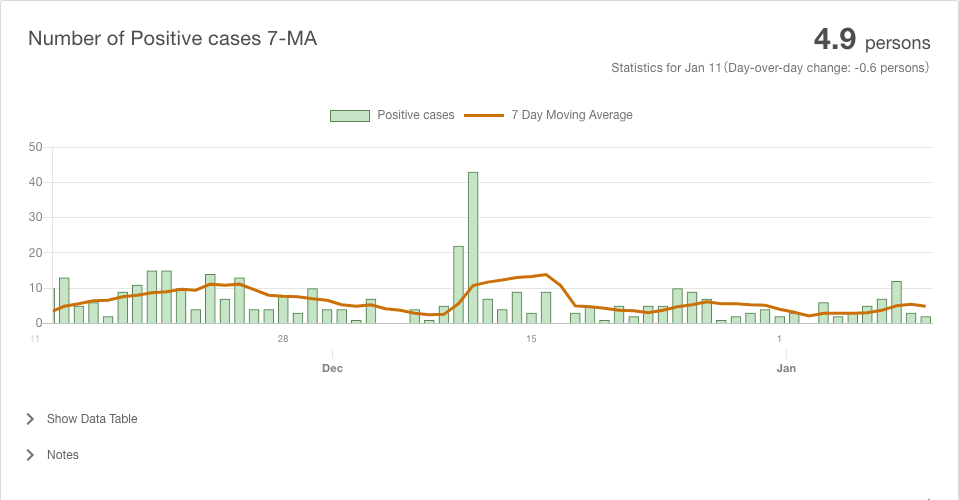 Number of Positive cases 7-MA
4.9 persons
Statistics for Jan 11 (Day-over-day change: -0.6 persons)
Positive cases
7 Day Moving Average
50
40
30
20
10
0
11 28 15 1
Dec Jan
Show Data Table
Notes